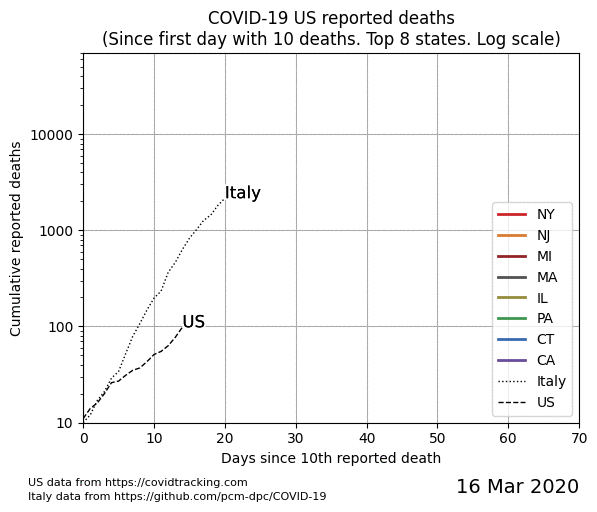 COVID-19 US reported deaths
(Since first day with 10 deaths. Top 8 states. Log scale)
Cumulative reported deaths
10000
1000
100
10
Italy
US
NY
NJ
MI
MA
IL
PA
CT
CA
Italy
US
0 10 20 30 40 50 60 70
Days since 10th reported death
US data from https://covidtracking.com
Italy data from https://github.com/pcm-dpc/COVID-19
16 Mar 2020